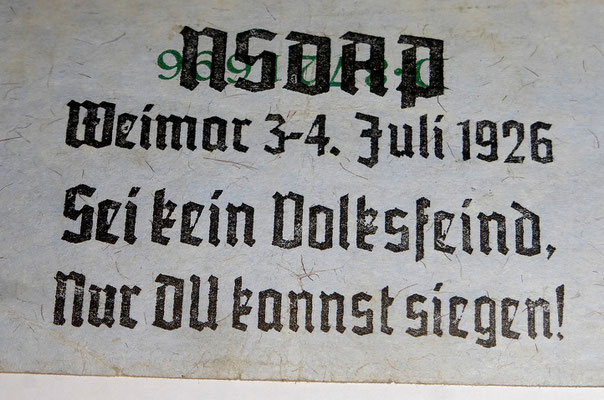 NSDAP
Weimar 3-4. Juli 1926
Sei kein Volksfeind,
Nur DU kannst siegen!